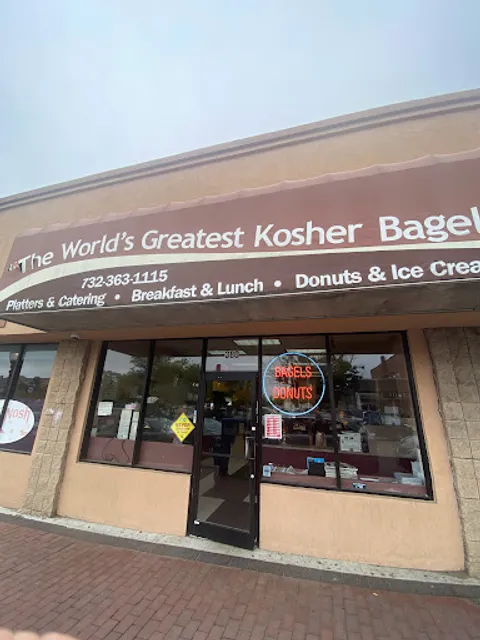 The World's Greatest Kosher Bagel
732-363-1115
Platters & Catering • Breakfast & Lunch • Donuts & Ice Crea
BAGELS
DONUTS